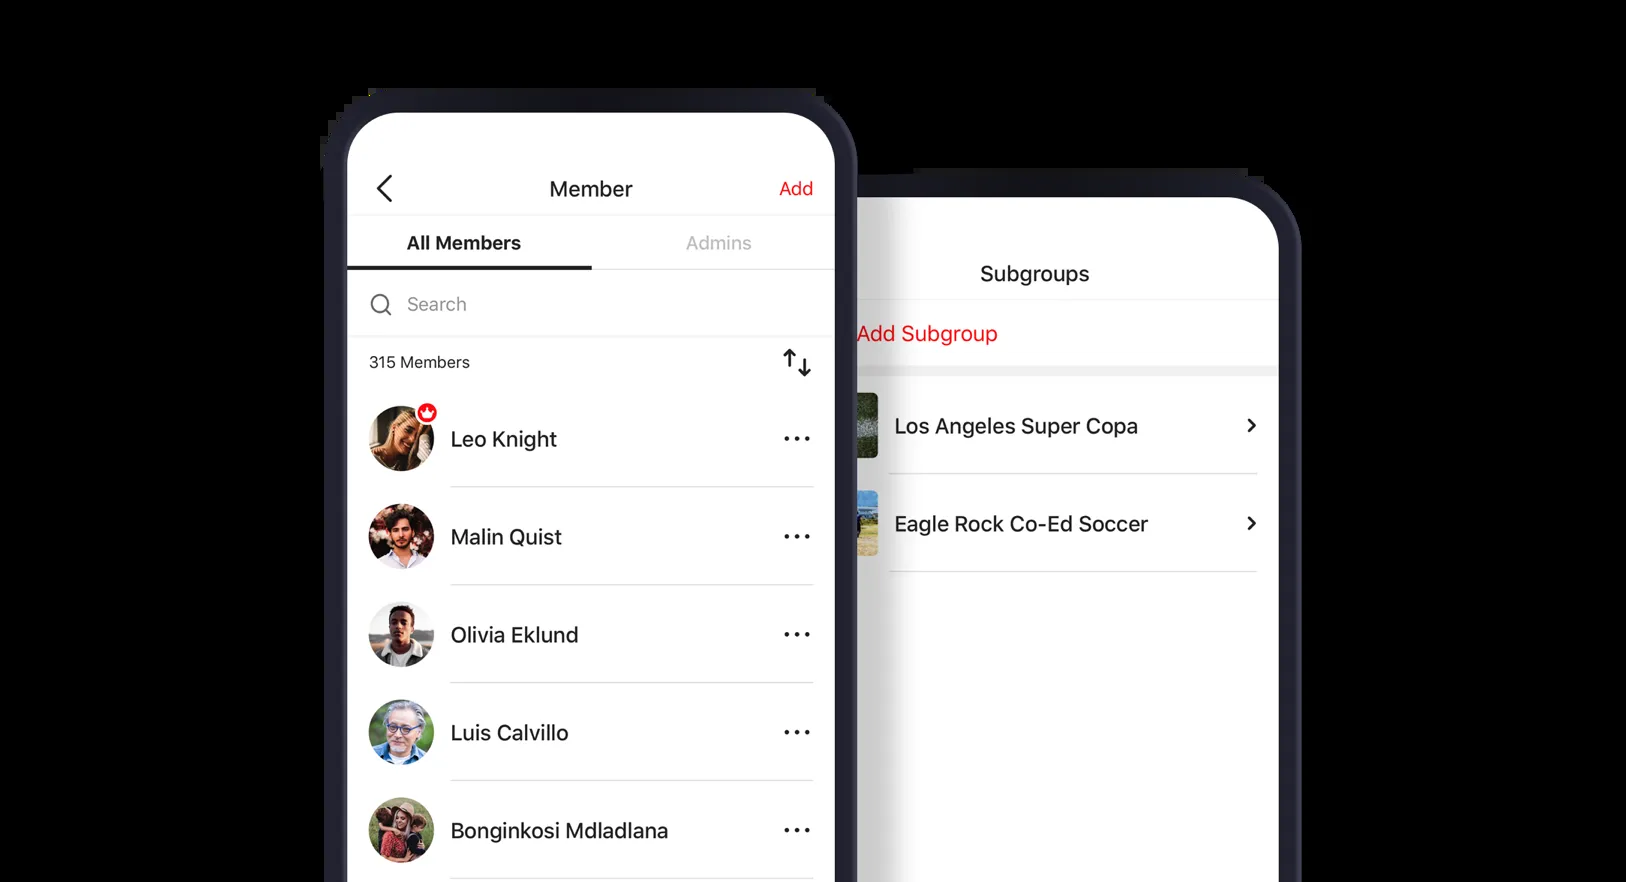 Member
Add
All Members
Admins
Search
315 Members
Leo Knight
Malin Quist
Olivia Eklund
Luis Calvillo
Bonginkosi Mdladlana
Subgroups
Add Subgroup
Los Angeles Super Copa
Eagle Rock Co-Ed Soccer